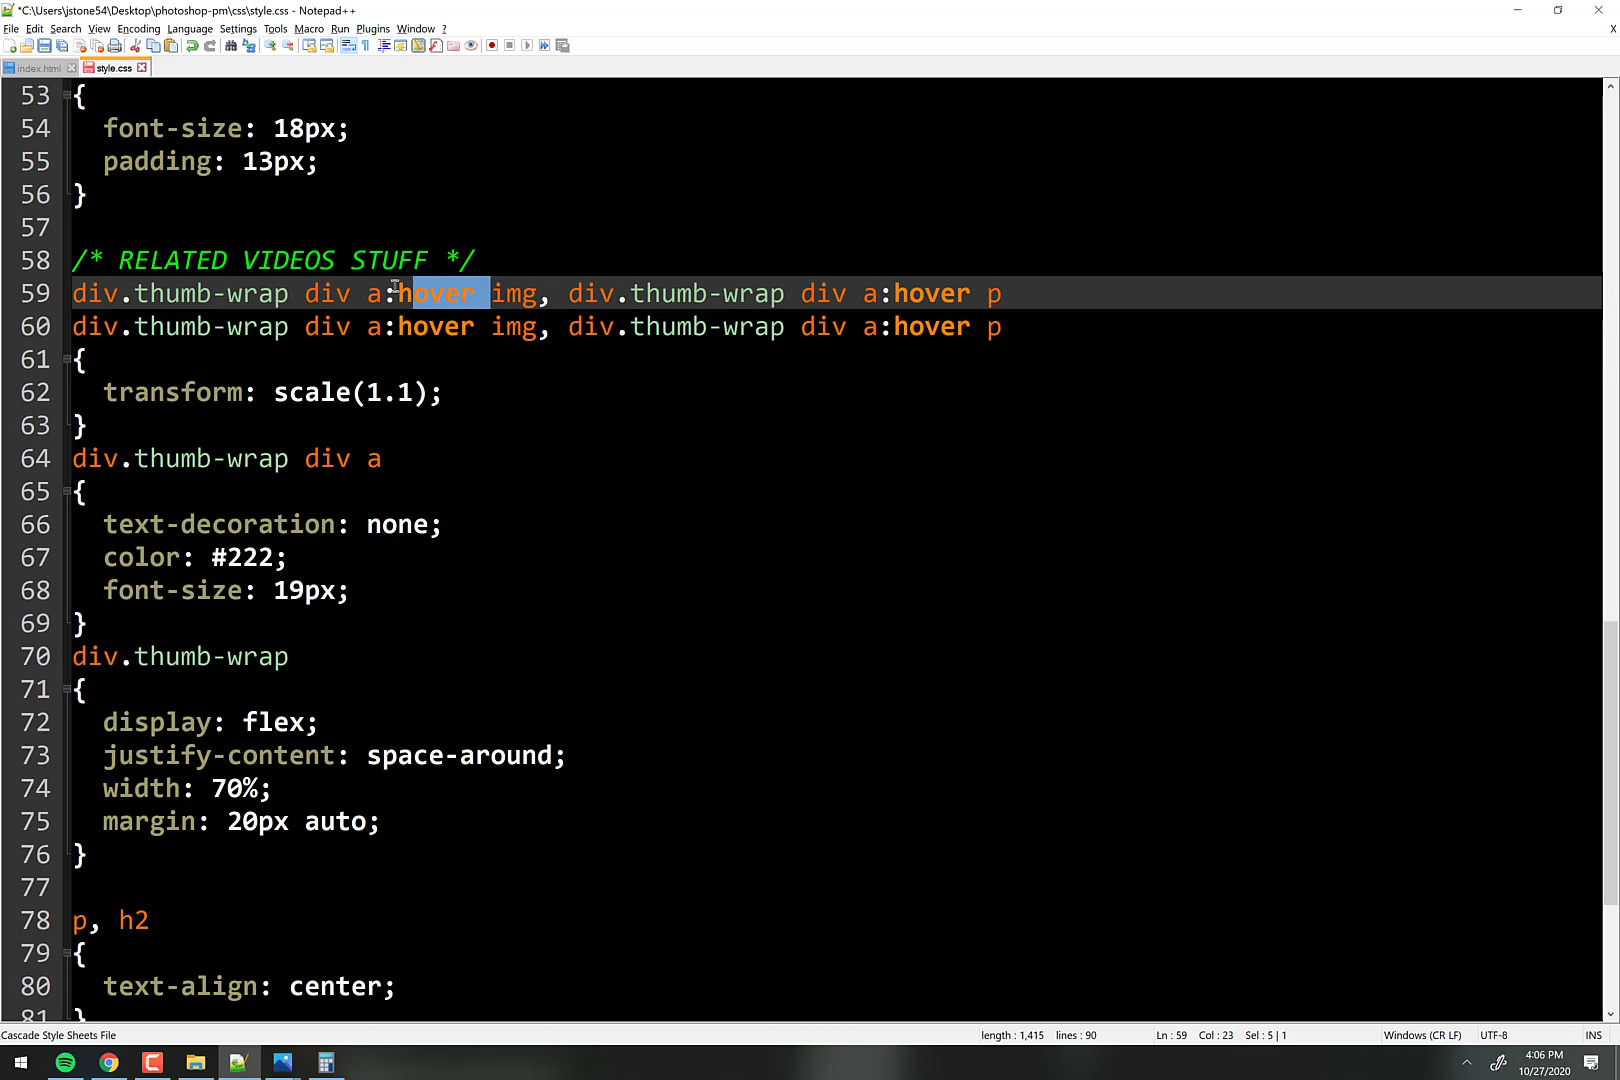 *C:\Users\jstone54\Desktop\photoshop-pm\css\style.css - Notepad++
File Edit Search View Encoding Language Settings Tools Macro Run Plugins Window ? X
index.html style.css
53 {
54 font-size: 18px;
55 padding: 13px;
56 }
57
58 /* RELATED VIDEOS STUFF */
59 div.thumb-wrap div a:hover img, div.thumb-wrap div a:hover p
60 div.thumb-wrap div a:hover img, div.thumb-wrap div a:hover p
61 {
62 transform: scale(1.1);
63 }
64 div.thumb-wrap div a
65 {
66 text-decoration: none;
67 color: #222;
68 font-size: 19px;
69 }
70 div.thumb-wrap
71 {
72 display: flex;
73 justify-content: space-around;
74 width: 70%;
75 margin: 20px auto;
76 }
77
78 p, h2
79 {
80 text-align: center;
81 }
Cascade Style Sheets File length : 1,415 lines : 90 Ln : 59 Col : 23 Sel : 5 | 1 Windows (CR LF) UTF-8 INS
4:06 PM
10/27/2020